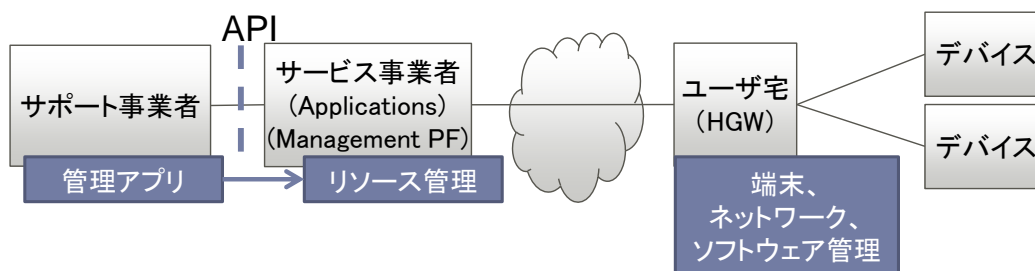 API
サポート事業者
管理アプリ
サービス事業者
(Applications)
(Management PF)
リソース管理
ユーザ宅
(HGW)
端末、
ネットワーク、
ソフトウェア管理
デバイス
デバイス